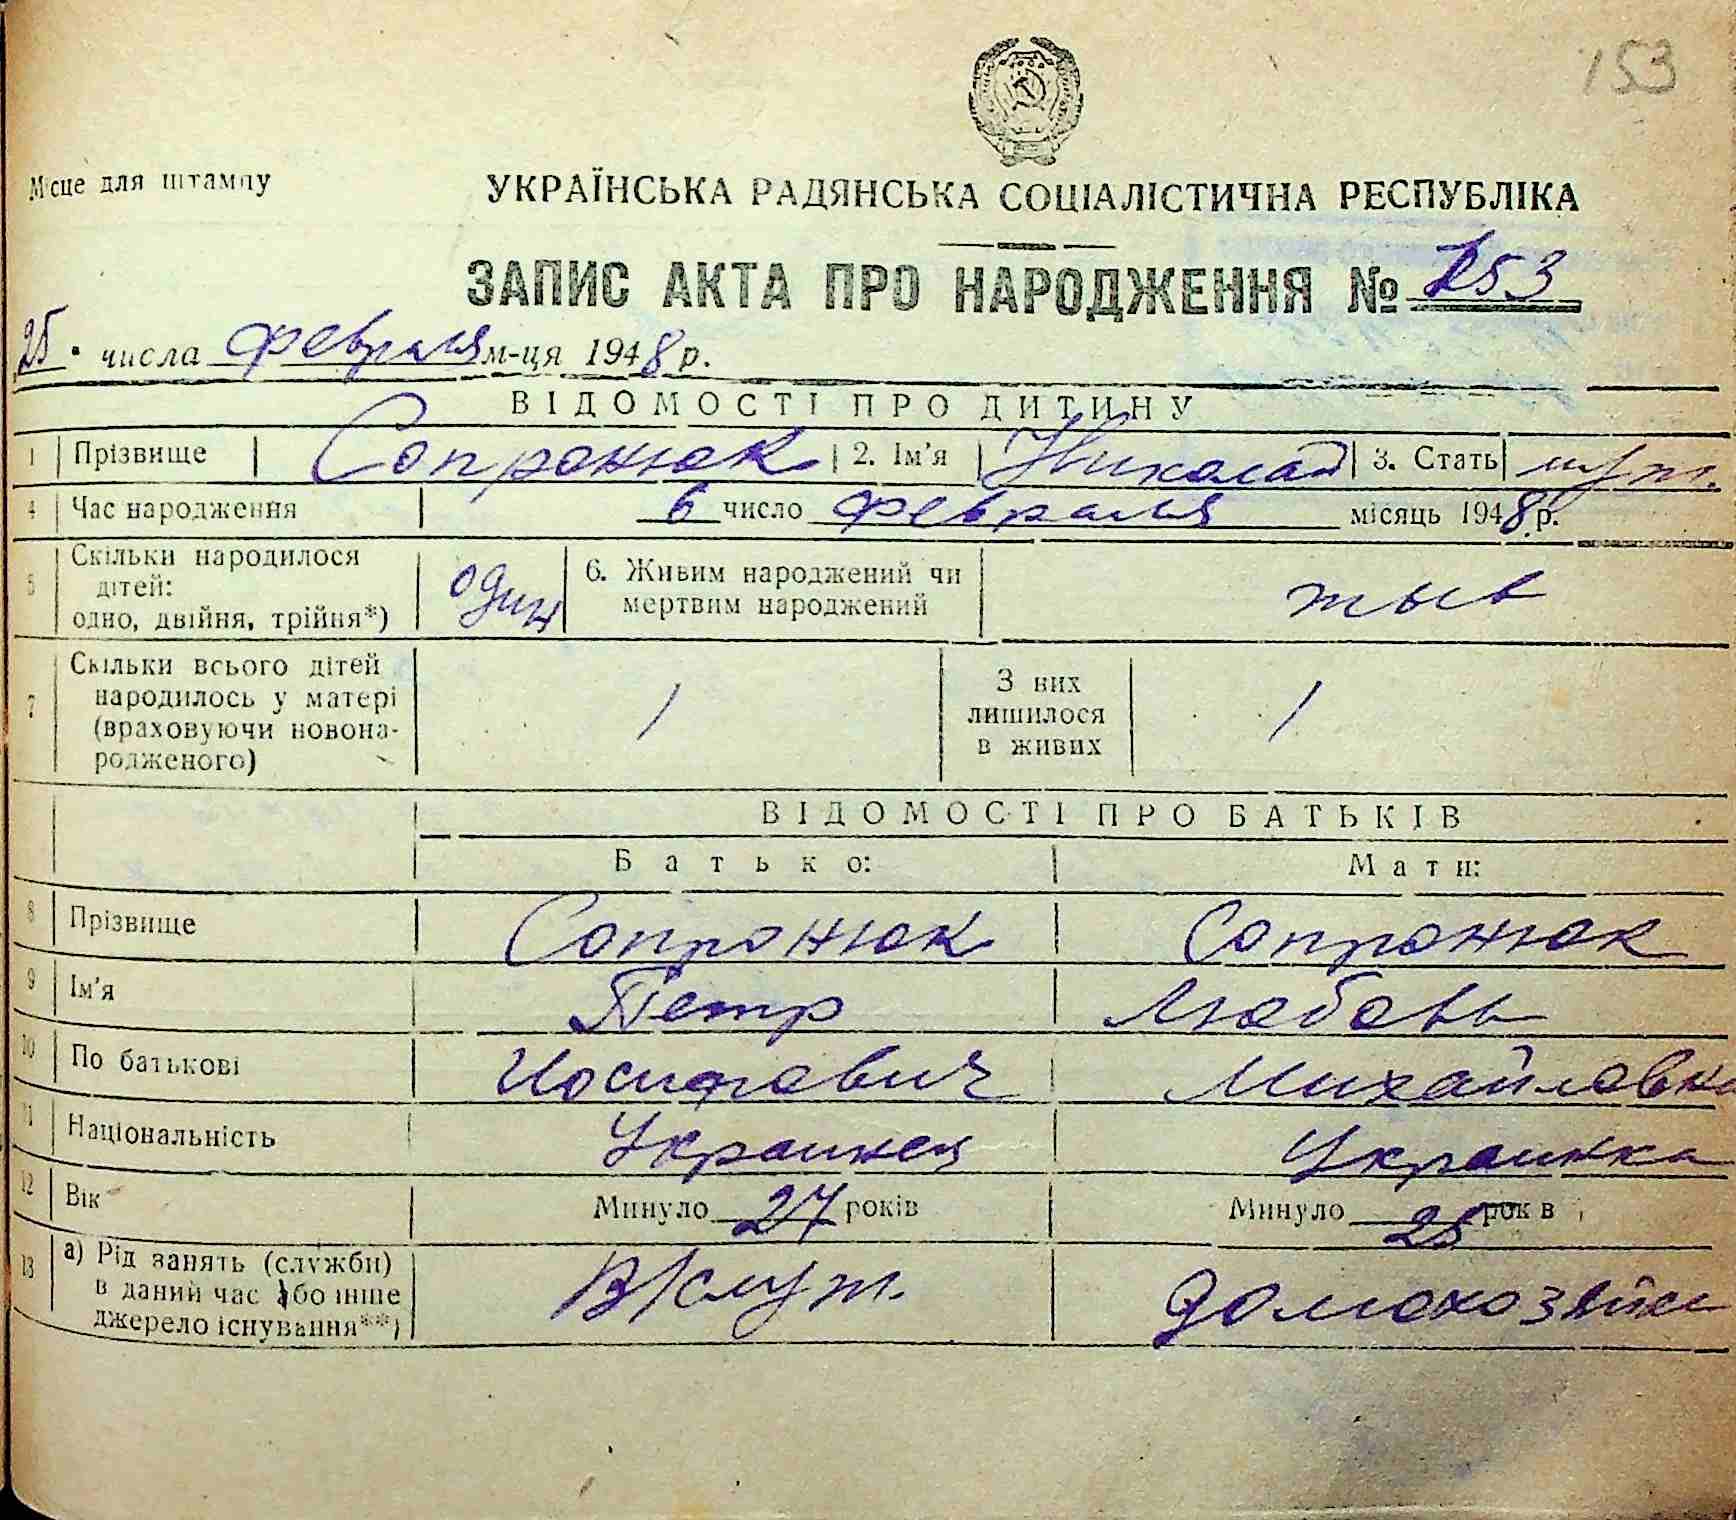 153
Місце для штампу
УКРАЇНСЬКА РАДЯНСЬКА СОЦІАЛІСТИЧНА РЕСПУБЛІКА
ЗАПИС АКТА ПРО НАРОДЖЕННЯ № 153
25 числа февраля м-ця 1948 р.
ВІДОМОСТІ ПРО ДИТИНУ
1 Прізвище Сопронюк 2. Ім'я Николай 3. Стать муж.
4 Час народження 6 число февраля місяць 1948 р.
5 Скільки народилося дітей: одно, двійня, трійня*) один 6. Живим народжений чи мертвим народжений жыв
7 Скільки всього дітей народилось у матері (враховуючи новонародженого) 1 З них лишилося в живих 1
ВІДОМОСТІ ПРО БАТЬКІВ
Батько: Мати:
8 Прізвище Сопронюк Сопронюк
9 Ім'я Петр Любовь
10 По батькові Иосифович Михайловн
11 Національність Украинец Украинка
12 Вік Минуло 27 років Минуло 25 рок в
13 а) Рід занять (служби) в даний час або інше джерело існування**) В/служ. домохозяйк